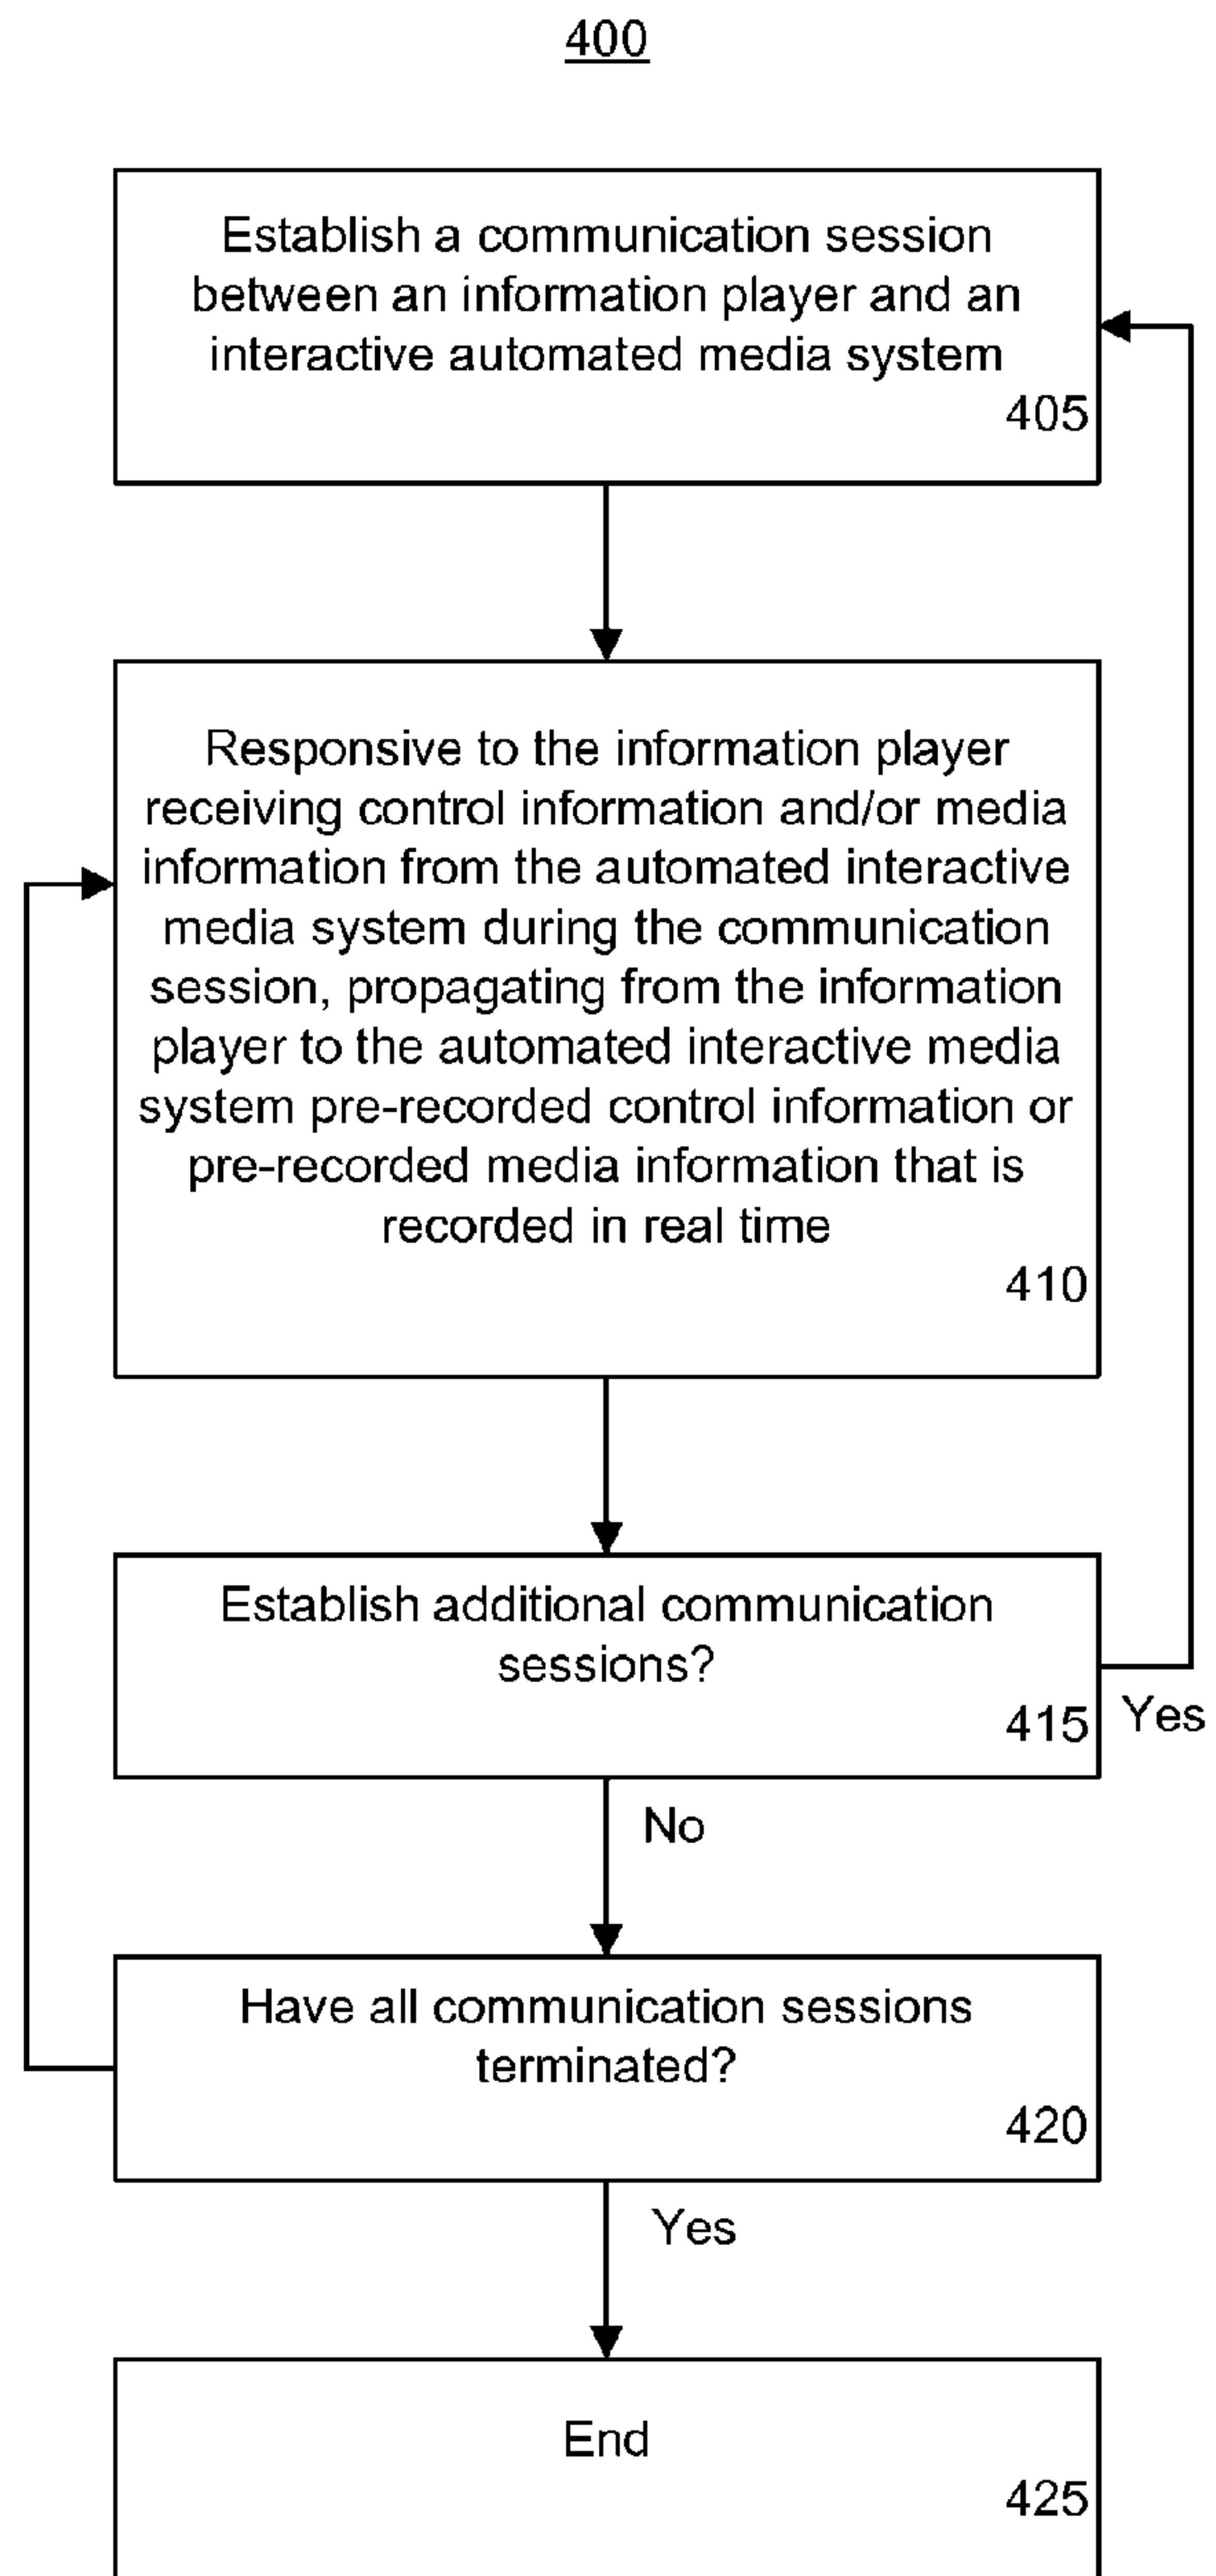 400
Establish a communication session
between an information player and an
interactive automated media system
405
Responsive to the information player
receiving control information and/or media
information from the automated interactive
media system during the communication
session, propagating from the information
player to the automated interactive media
system pre-recorded control information or
pre-recorded media information that is
recorded in real time
410
Establish additional communication
sessions?
415
Yes
No
Have all communication sessions
terminated?
420
Yes
End
425